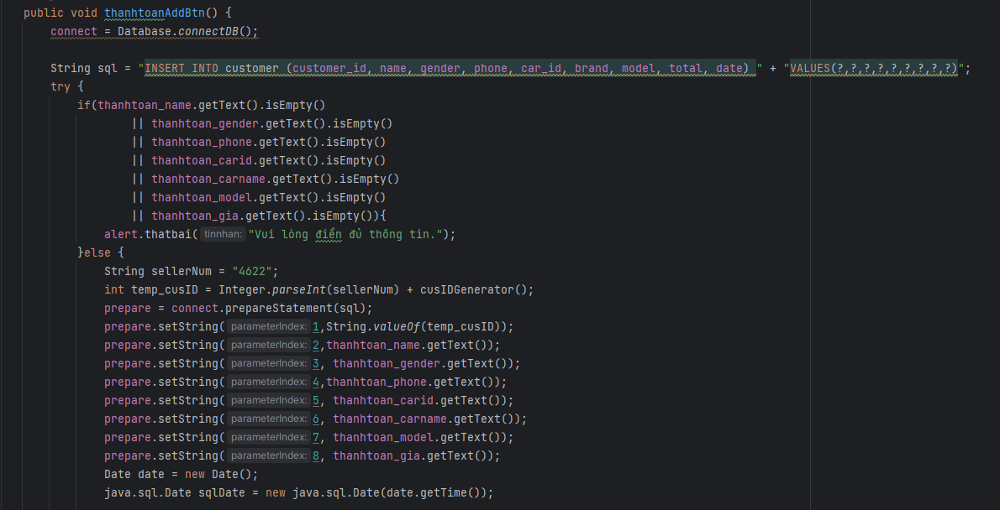 public void thanhtoanAddBtn() {
connect = Database.connectDB();
String sql = "INSERT INTO customer (customer_id, name, gender, phone, car_id, brand, model, total, date) " + "VALUES(?,?,?,?,?,?,?,?,?)";
try {
if(thanhtoan_name.getText().isEmpty()
|| thanhtoan_gender.getText().isEmpty()
|| thanhtoan_phone.getText().isEmpty()
|| thanhtoan_carid.getText().isEmpty()
|| thanhtoan_carname.getText().isEmpty()
|| thanhtoan_model.getText().isEmpty()
|| thanhtoan_gia.getText().isEmpty()){
alert.thatbai( tinnhan: "Vui lòng điền đủ thông tin.");
}else {
String sellerNum = "4622";
int temp_cusID = Integer.parseInt(sellerNum) + cusIDGenerator();
prepare = connect.prepareStatement(sql);
prepare.setString( parameterIndex: 1,String.valueOf(temp_cusID));
prepare.setString( parameterIndex: 2,thanhtoan_name.getText());
prepare.setString( parameterIndex: 3, thanhtoan_gender.getText());
prepare.setString( parameterIndex: 4,thanhtoan_phone.getText());
prepare.setString( parameterIndex: 5, thanhtoan_carid.getText());
prepare.setString( parameterIndex: 6, thanhtoan_carname.getText());
prepare.setString( parameterIndex: 7, thanhtoan_model.getText());
prepare.setString( parameterIndex: 8, thanhtoan_gia.getText());
Date date = new Date();
java.sql.Date sqlDate = new java.sql.Date(date.getTime());